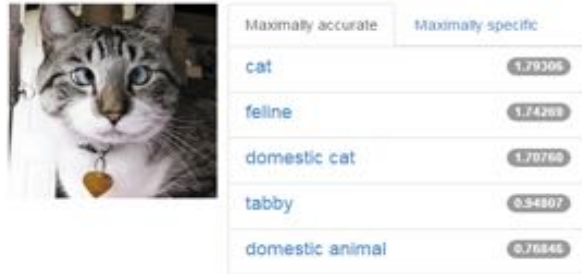 Maximally accurate
Maximally specific
cat
1.79306
feline
1.74269
domestic cat
1.70760
tabby
0.94807
domestic animal
0.76846